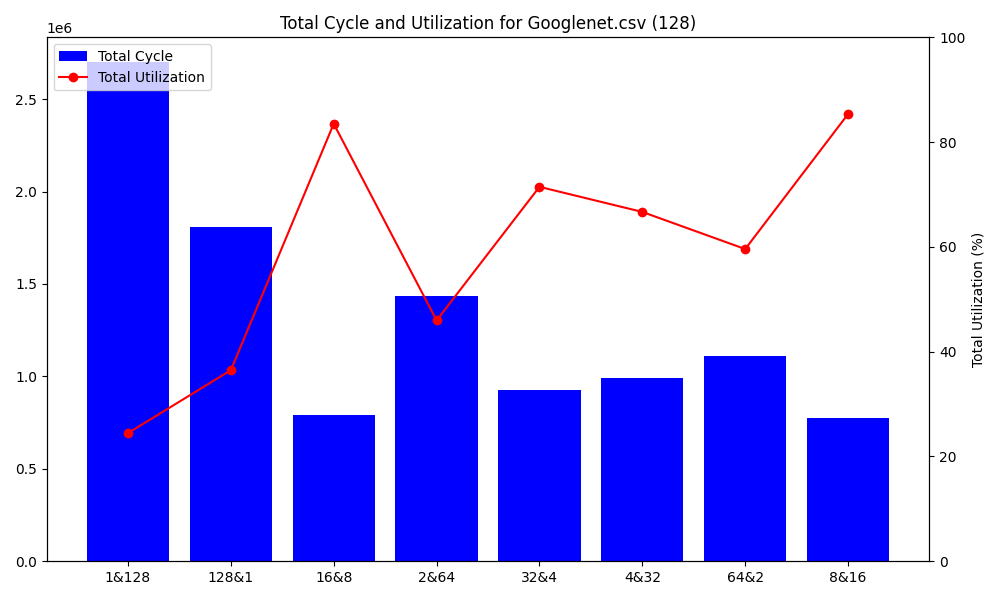 Total Cycle and Utilization for Googlenet.csv (128)
1e6
Total Cycle
Total Utilization
2.5
2.0
1.5
1.0
0.5
0.0
100
80
60
40
20
0
Total Utilization (%)
1&128 128&1 16&8 2&64 32&4 4&32 64&2 8&16